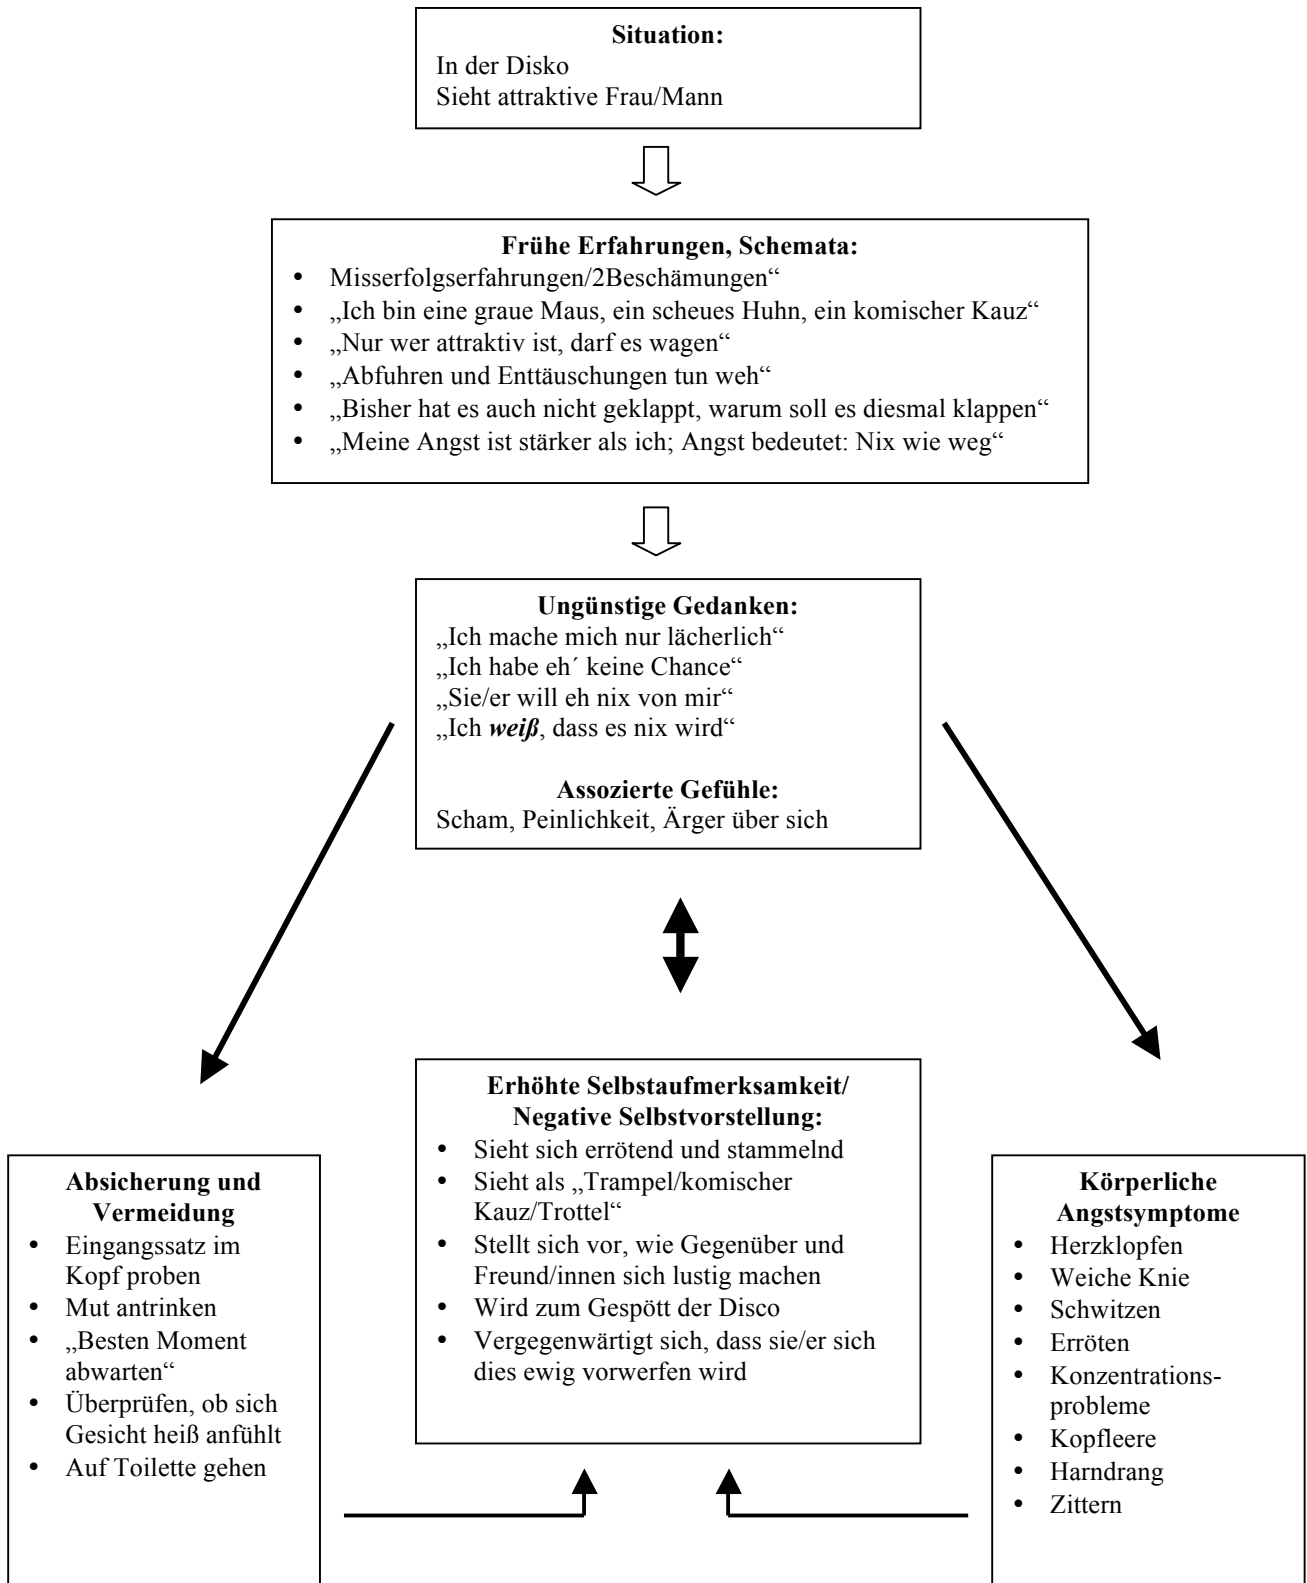 Situation:
In der Disko
Sieht attraktive Frau/Mann
Frühe Erfahrungen, Schemata:
• Misserfolgserfahrungen/2Beschämungen“
• „Ich bin eine graue Maus, ein scheues Huhn, ein komischer Kauz“
• „Nur wer attraktiv ist, darf es wagen“
• „Abfuhren und Enttäuschungen tun weh“
• „Bisher hat es auch nicht geklappt, warum soll es diesmal klappen“
• „Meine Angst ist stärker als ich; Angst bedeutet: Nix wie weg“
Ungünstige Gedanken:
„Ich mache mich nur lächerlich“
„Ich habe eh´ keine Chance“
„Sie/er will eh nix von mir“
„Ich weiß, dass es nix wird“
Assozierte Gefühle:
Scham, Peinlichkeit, Ärger über sich
Absicherung und
Vermeidung
• Eingangssatz im
Kopf proben
• Mut antrinken
• „Besten Moment
abwarten“
• Überprüfen, ob sich
Gesicht heiß anfühlt
• Auf Toilette gehen
Erhöhte Selbstaufmerksamkeit/
Negative Selbstvorstellung:
• Sieht sich errötend und stammelnd
• Sieht als „Trampel/komischer
Kauz/Trottel“
• Stellt sich vor, wie Gegenüber und
Freund/innen sich lustig machen
• Wird zum Gespött der Disco
• Vergegenwärtigt sich, dass sie/er sich
dies ewig vorwerfen wird
Körperliche
Angstsymptome
• Herzklopfen
• Weiche Knie
• Schwitzen
• Erröten
• Konzentrations-
probleme
• Kopfleere
• Harndrang
• Zittern